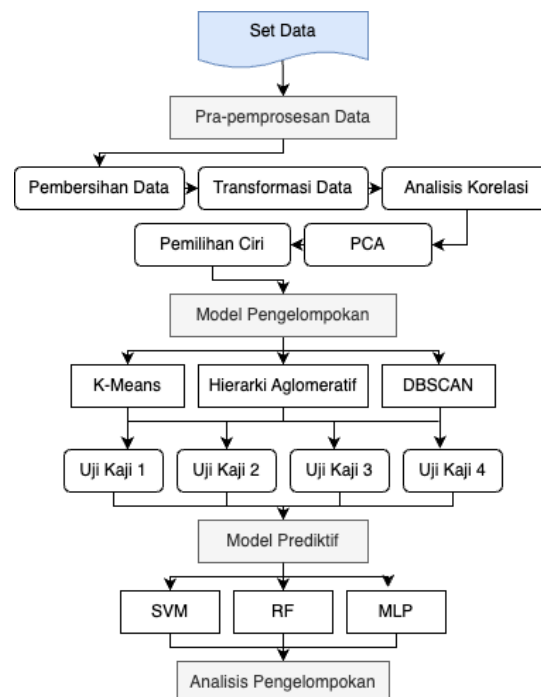 Set Data
Pra-pemprosesan Data
Pembersihan Data
Transformasi Data
Analisis Korelasi
Pemilihan Ciri
PCA
Model Pengelompokan
K-Means
Hierarki Aglomeratif
DBSCAN
Uji Kaji 1
Uji Kaji 2
Uji Kaji 3
Uji Kaji 4
Model Prediktif
SVM
RF
MLP
Analisis Pengelompokan